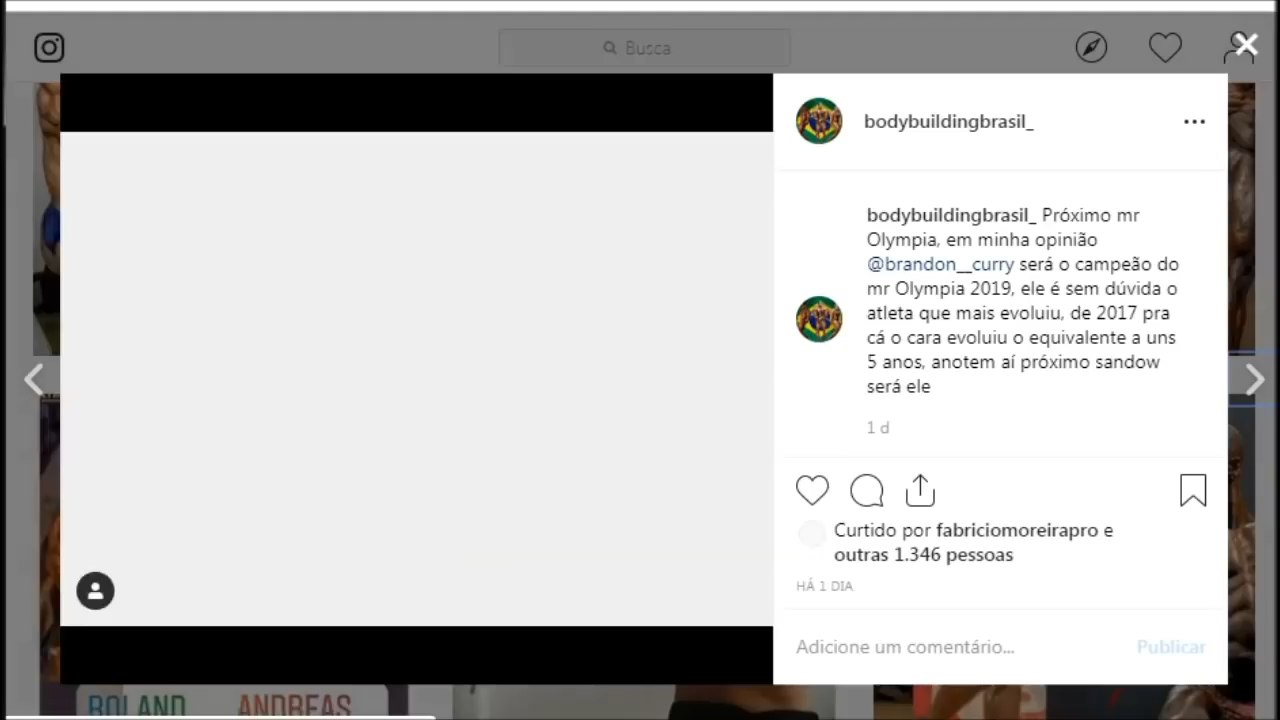 Busca
bodybuildingbrasil_
bodybuildingbrasil_ Próximo mr
Olympia, em minha opinião
@brandon__curry será o campeão do
mr Olympia 2019, ele é sem dúvida o
atleta que mais evoluiu, de 2017 pra
cá o cara evoluiu o equivalente a uns
5 anos, anotem aí próximo sandow
será ele
1 d
Curtido por fabriciomoreirapro e
outras 1.346 pessoas
HÁ 1 DIA
Adicione um comentário...
Publicar
ROLAND ANDREAS